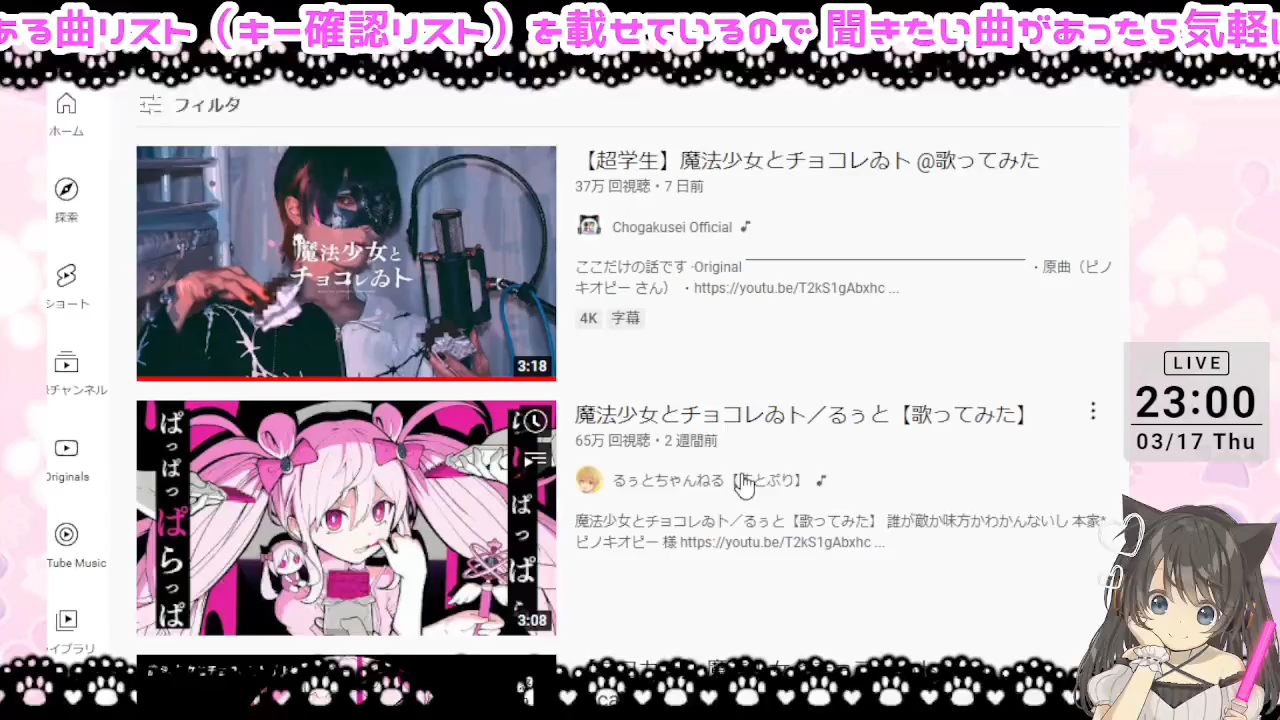 ある曲リスト（キー確認リスト）を載せているので 聞きたい曲があったら気軽
ホーム
探索
ショート
チャンネル
Originals
Tube Music
イブラリ
フィルタ
魔法少女と
チョコレゐト
3:18
【超学生】魔法少女とチョコレゐト @歌ってみた
37万 回視聴・7 日前
Chogakusei Official
ここだけの話です -Original ・原曲（ピノ
キオピー さん） ・https://youtu.be/T2kS1gAbxhc ...
4K 字幕
ぱっぱっぱらっぱ
3:08
魔法少女とチョコレゐト／るぅと【歌ってみた】
65万 回視聴・2 週間前
るぅとちゃんねる
とぷり】
魔法少女とチョコレゐト／るぅと【歌ってみた】 誰が敵か味方かわかんないし 本家
ピノキオピー 様 https://youtu.be/T2kS1gAbxhc ...
LIVE
23:00
03/17 Thu